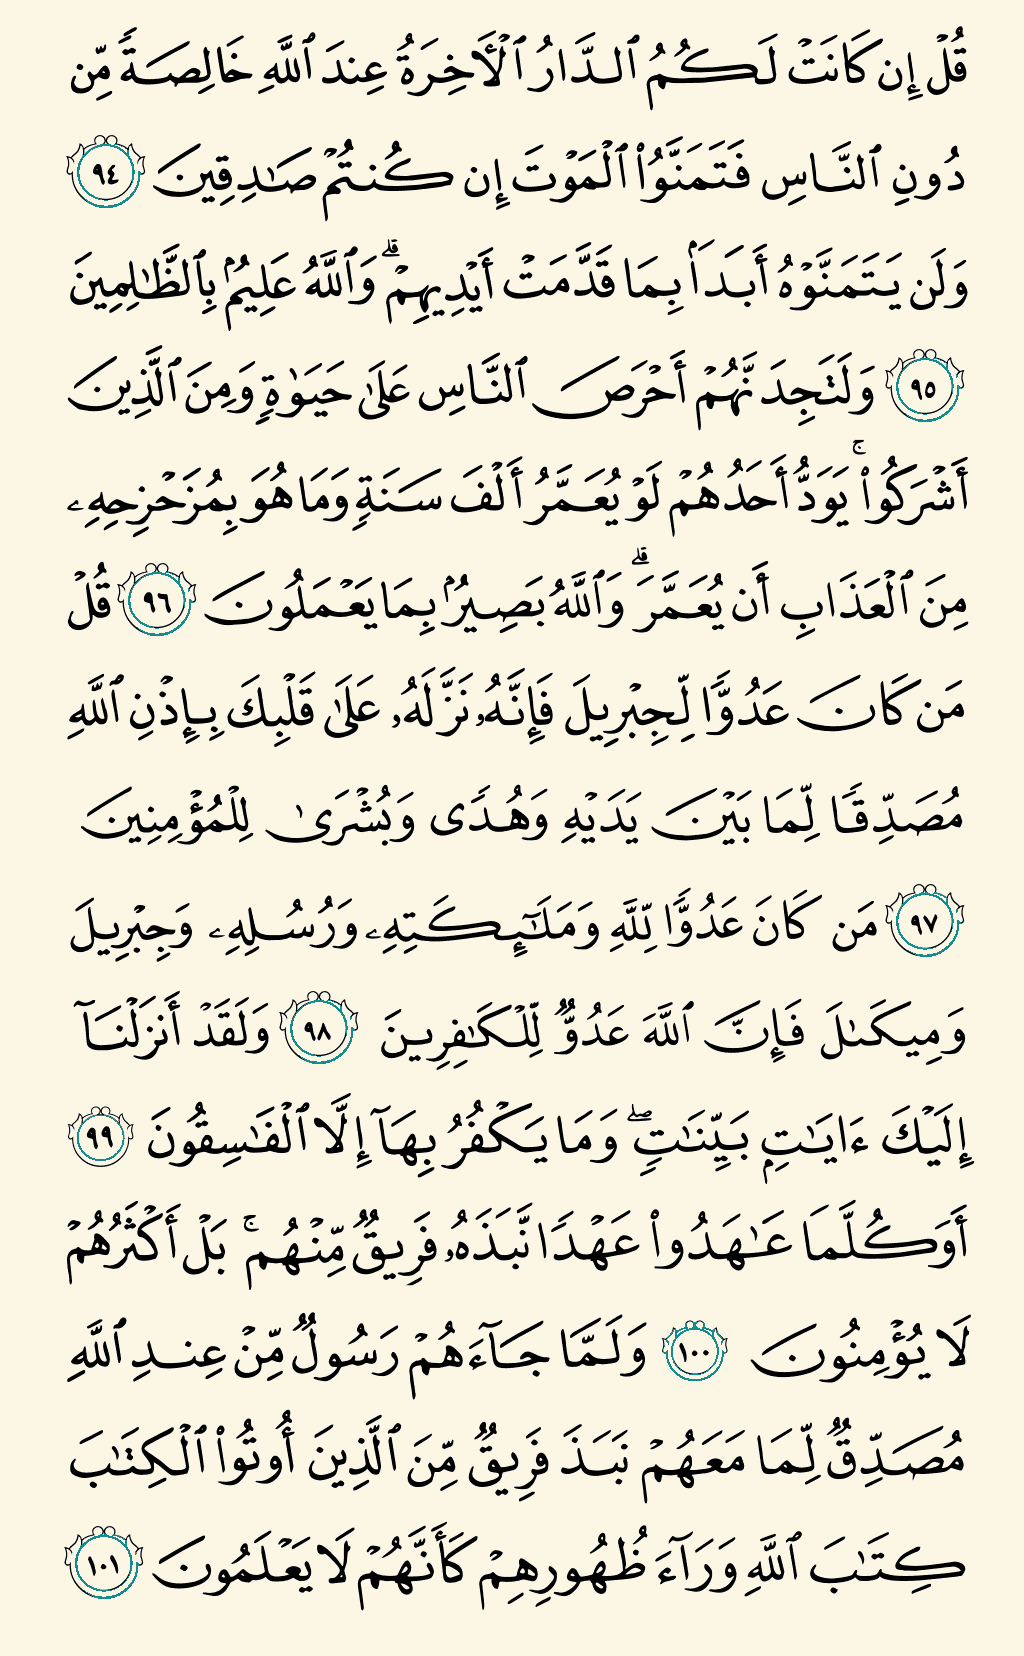 قُلۡ إِن كَانَتۡ لَكُمُ ٱلدَّارُ ٱلۡأٓخِرَةُ عِندَ ٱللَّهِ خَالِصَةٗ مِّن
دُونِ ٱلنَّاسِ فَتَمَنَّوُاْ ٱلۡمَوۡتَ إِن كُنتُمۡ صَٰدِقِينَ ٩٤
وَلَن يَتَمَنَّوۡهُ أَبَدَۢا بِمَا قَدَّمَتۡ أَيۡدِيهِمۡۚ وَٱللَّهُ عَلِيمُۢ بِٱلظَّٰلِمِينَ
٩٥ وَلَتَجِدَنَّهُمۡ أَحۡرَصَ ٱلنَّاسِ عَلَىٰ حَيَوٰةٖ وَمِنَ ٱلَّذِينَ
أَشۡرَكُواْۚ يَوَدُّ أَحَدُهُمۡ لَوۡ يُعَمَّرُ أَلۡفَ سَنَةٖ وَمَا هُوَ بِمُزَحۡزِحِهِۦ
مِنَ ٱلۡعَذَابِ أَن يُعَمَّرَۗ وَٱللَّهُ بَصِيرُۢ بِمَا يَعۡمَلُونَ ٩٦ قُلۡ
مَن كَانَ عَدُوّٗا لِّجِبۡرِيلَ فَإِنَّهُۥ نَزَّلَهُۥ عَلَىٰ قَلۡبِكَ بِإِذۡنِ ٱللَّهِ
مُصَدِّقٗا لِّمَا بَيۡنَ يَدَيۡهِ وَهُدٗى وَبُشۡرَىٰ لِلۡمُؤۡمِنِينَ
٩٧ مَن كَانَ عَدُوّٗا لِّلَّهِ وَمَلَٰٓئِكَتِهِۦ وَرُسُلِهِۦ وَجِبۡرِيلَ
وَمِيكَىٰلَ فَإِنَّ ٱللَّهَ عَدُوّٞ لِّلۡكَٰفِرِينَ ٩٨ وَلَقَدۡ أَنزَلۡنَآ
إِلَيۡكَ ءَايَٰتِۭ بَيِّنَٰتٖۖ وَمَا يَكۡفُرُ بِهَآ إِلَّا ٱلۡفَٰسِقُونَ ٩٩
أَوَكُلَّمَا عَٰهَدُواْ عَهۡدٗا نَّبَذَهُۥ فَرِيقٞ مِّنۡهُمۚ بَلۡ أَكۡثَرُهُمۡ
لَا يُؤۡمِنُونَ ١٠٠ وَلَمَّا جَآءَهُمۡ رَسُولٞ مِّنۡ عِندِ ٱللَّهِ
مُصَدِّقٞ لِّمَا مَعَهُمۡ نَبَذَ فَرِيقٞ مِّنَ ٱلَّذِينَ أُوتُواْ ٱلۡكِتَٰبَ
كِتَٰبَ ٱللَّهِ وَرَآءَ ظُهُورِهِمۡ كَأَنَّهُمۡ لَا يَعۡلَمُونَ ١٠١